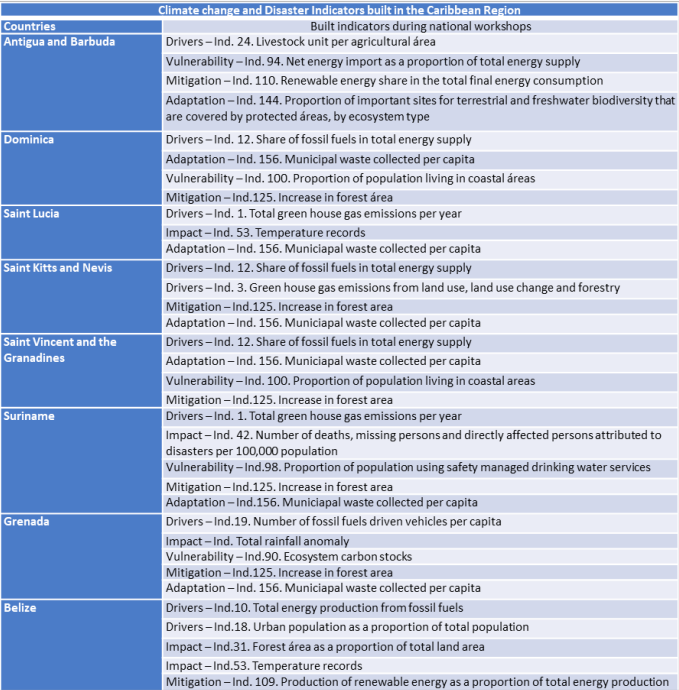 Climate change and Disaster Indicators built in the Caribbean Region
Countries
Built indicators during national workshops
Antigua and Barbuda
Drivers – Ind. 24. Livestock unit per agricultural área
Vulnerability – Ind. 94. Net energy import as a proportion of total energy supply
Mitigation – Ind. 110. Renewable energy share in the total final energy consumption
Adaptation – Ind. 144. Proportion of important sites for terrestrial and freshwater biodiversity that
are covered by protected áreas, by ecosystem type
Dominica
Drivers – Ind. 12. Share of fossil fuels in total energy supply
Adaptation – Ind. 156. Municipal waste collected per capita
Vulnerability – Ind. 100. Proportion of population living in coastal áreas
Mitigation – Ind.125. Increase in forest área
Saint Lucia
Drivers – Ind. 1. Total green house gas emissions per year
Impact – Ind. 53. Temperature records
Adaptation – Ind. 156. Municiapal waste collected per capita
Saint Kitts and Nevis
Drivers – Ind. 12. Share of fossil fuels in total energy supply
Drivers – Ind. 3. Green house gas emissions from land use, land use change and forestry
Mitigation – Ind.125. Increase in forest area
Adaptation – Ind. 156. Municiapal waste collected per capita
Saint Vincent and the
Granadines
Drivers – Ind. 12. Share of fossil fuels in total energy supply
Adaptation – Ind. 156. Municiapal waste collected per capita
Vulnerability – Ind. 100. Proportion of population living in coastal areas
Mitigation – Ind.125. Increase in forest area
Suriname
Drivers – Ind. 1. Total green house gas emissions per year
Impact – Ind. 42. Number of deaths, missing persons and directly affected persons attributed to
disasters per 100,000 population
Vulnerability – Ind.98. Proportion of population using safety managed drinking water services
Mitigation – Ind.125. Increase in forest area
Adaptation – Ind.156. Municiapal waste collected per capita
Grenada
Drivers – Ind.19. Number of fossil fuels driven vehicles per capita
Impact – Ind. Total rainfall anomaly
Vulnerability – Ind.90. Ecosystem carbon stocks
Mitigation – Ind.125. Increase in forest area
Adaptation – Ind. 156. Municiapal waste collected per capita
Belize
Drivers – Ind.10. Total energy production from fossil fuels
Drivers – Ind.18. Urban population as a proportion of total population
Impact – Ind.31. Forest área as a proportion of total land area
Impact – Ind.53. Temperature records
Mitigation – Ind. 109. Production of renewable energy as a proportion of total energy production